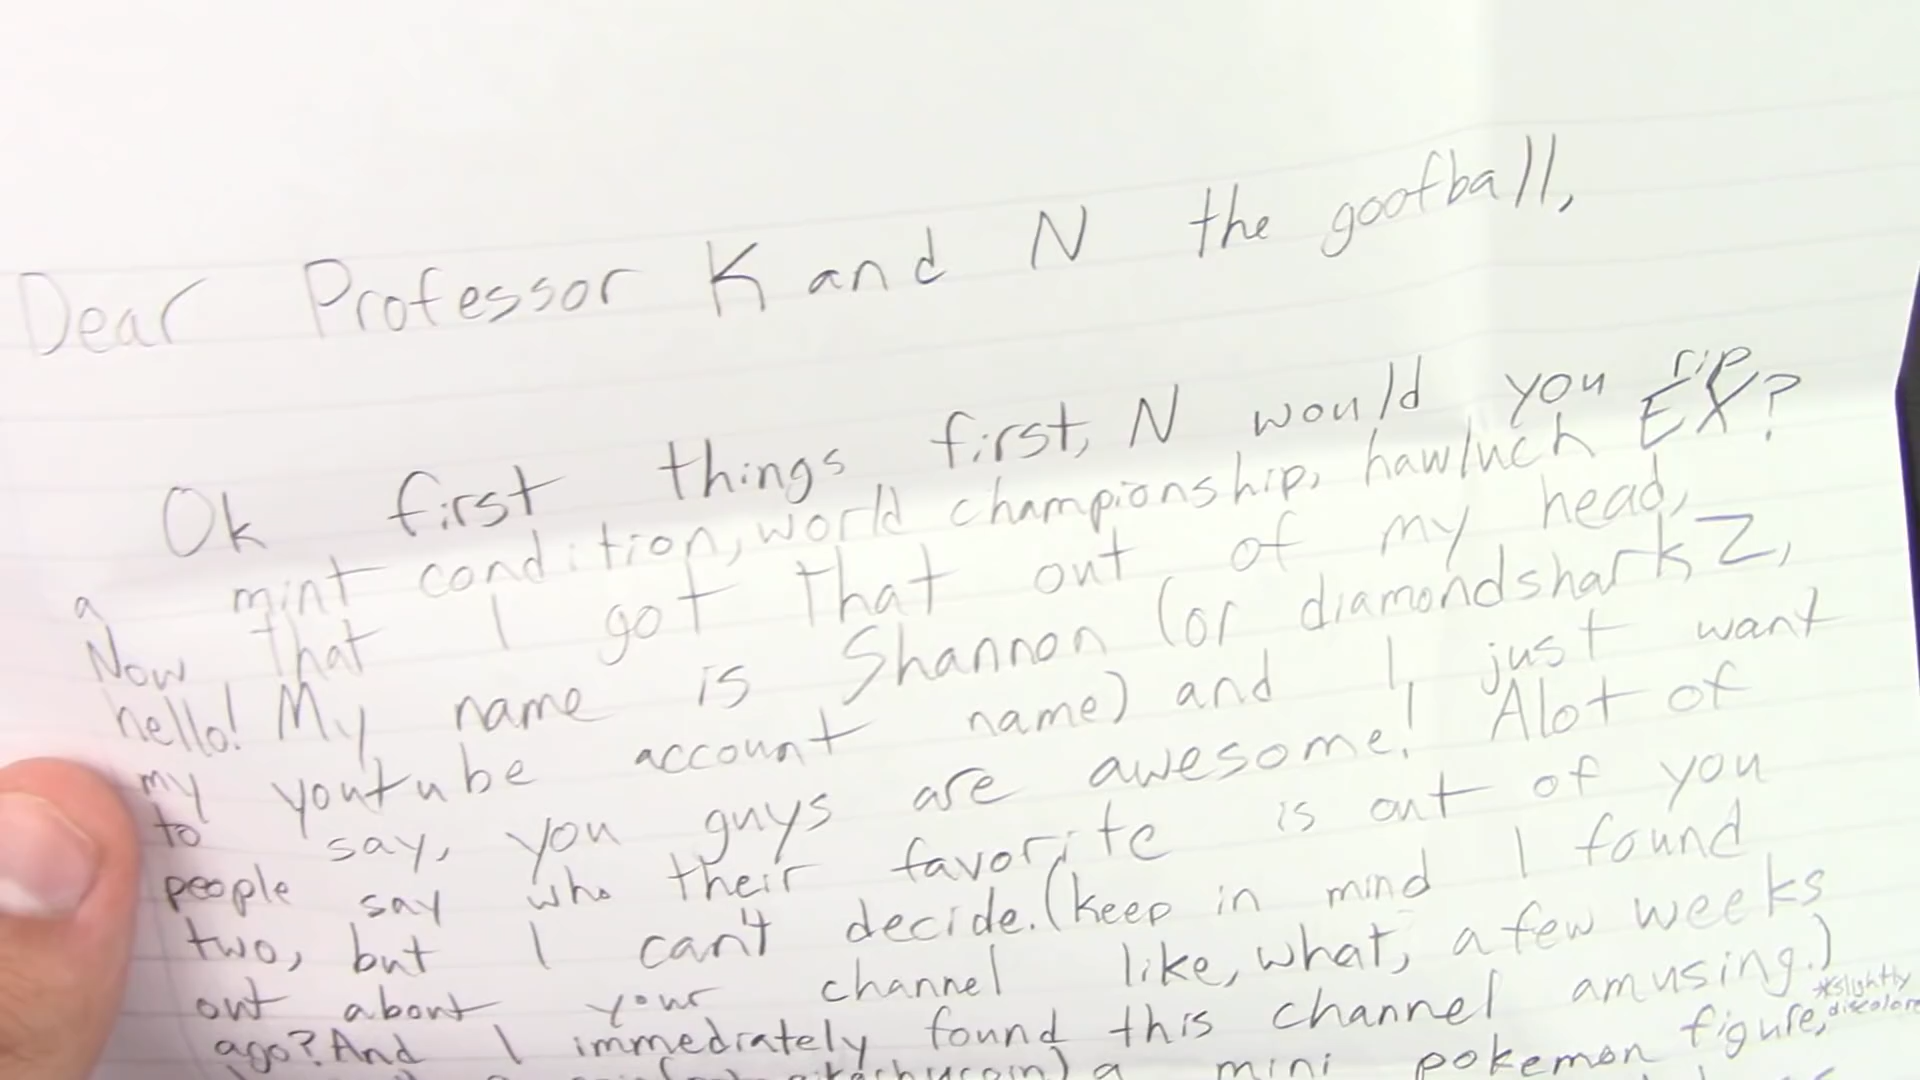 Dear Professor K and N the goofball,
Ok first things first, N would you rip
a mint condition, world championship, hawluch EX?
Now that I got that out of my head,
hello! My name is Shannon (or diamondshark Z,
my youtube account name) and I just want
to say, you guys are awesome! Alot of
people say who their favorite is out of you
two, but I can't decide. (keep in mind I found
out about your channel like, what, a few weeks
ago? And I immediately found this channel amusing.)
*slightly
a mini pokemon figure,